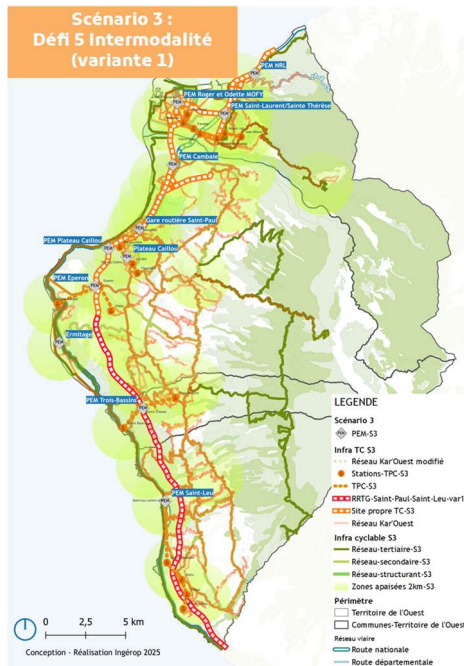 Scénario 3 :
Défi 5 Intermodalité
(variante 1)
PEM NRL
PEM Roger et Odette MOFY
PEM Saint-Laurent/Sainte Thérèse
PEM Cambaie
Gare routière Saint-Paul
PEM Plateau Caillou
Plateau Caillou
PEM Eperon
Ermitage
PEM Trois-Bassins
PEM Saint-Leu
LEGENDE
Scénario 3
PEM PEM-S3
Infra TC S3
Réseau Kar'Ouest modifié
Stations-TPC-S3
TPC-S3
RRTG-Saint-Paul-Saint-Leu-var1
Site propre TC-S3
Réseau Kar'Ouest
Infra cyclable S3
Réseau-tertiaire-S3
Réseau-secondaire-S3
Réseau-structurant-S3
Zones apaisées 2km-S3
Périmètre
Territoire de l'Ouest
Communes-Territoire de l'Ouest
Réseau viaire
Route nationale
Route départementale
0 2,5 5 km
Conception - Réalisation Ingérop 2025